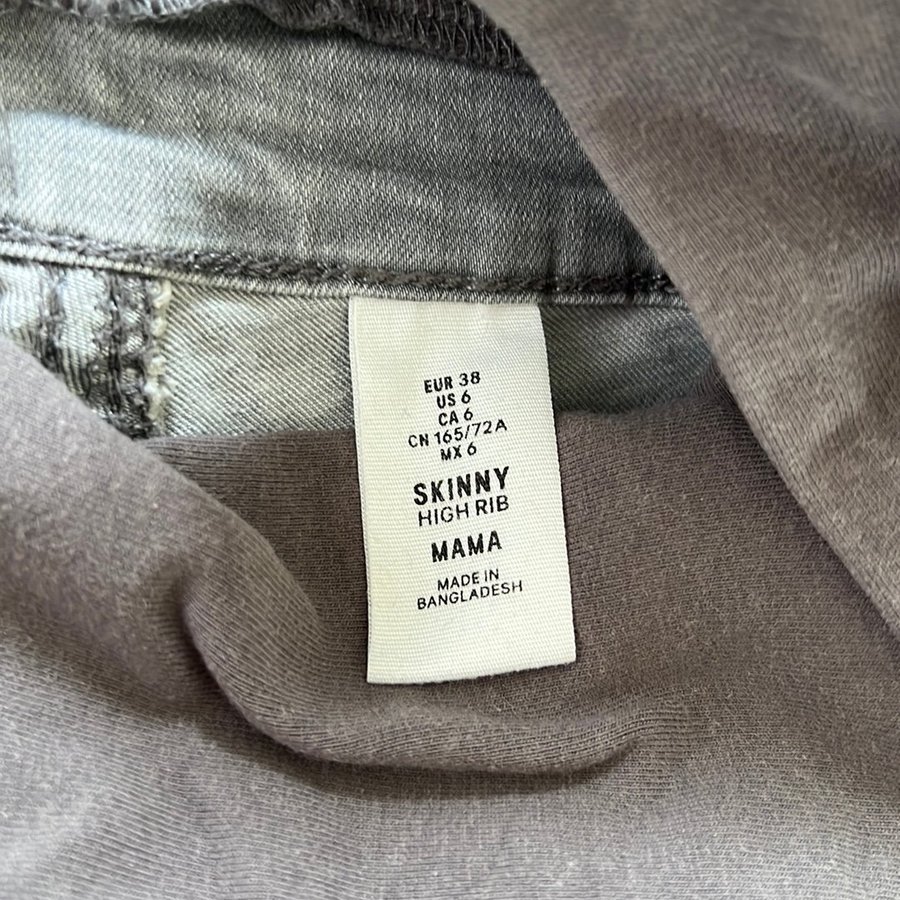 EUR 38
US 6
CA 6
CN 165/72A
MX 6
SKINNY
HIGH RIB
MAMA
MADE IN
BANGLADESH